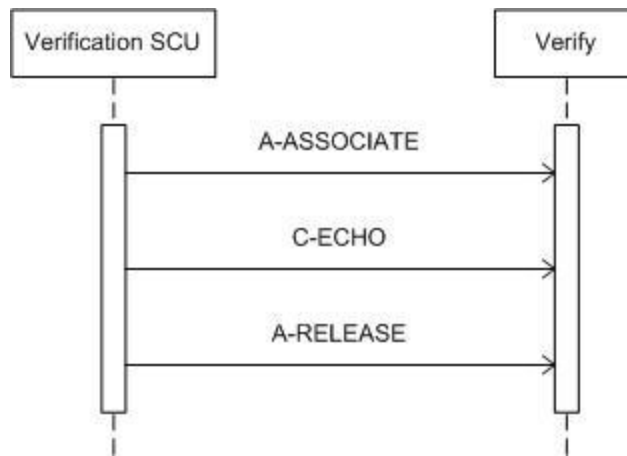 Verification SCU
Verify
A-ASSOCIATE
C-ECHO
A-RELEASE